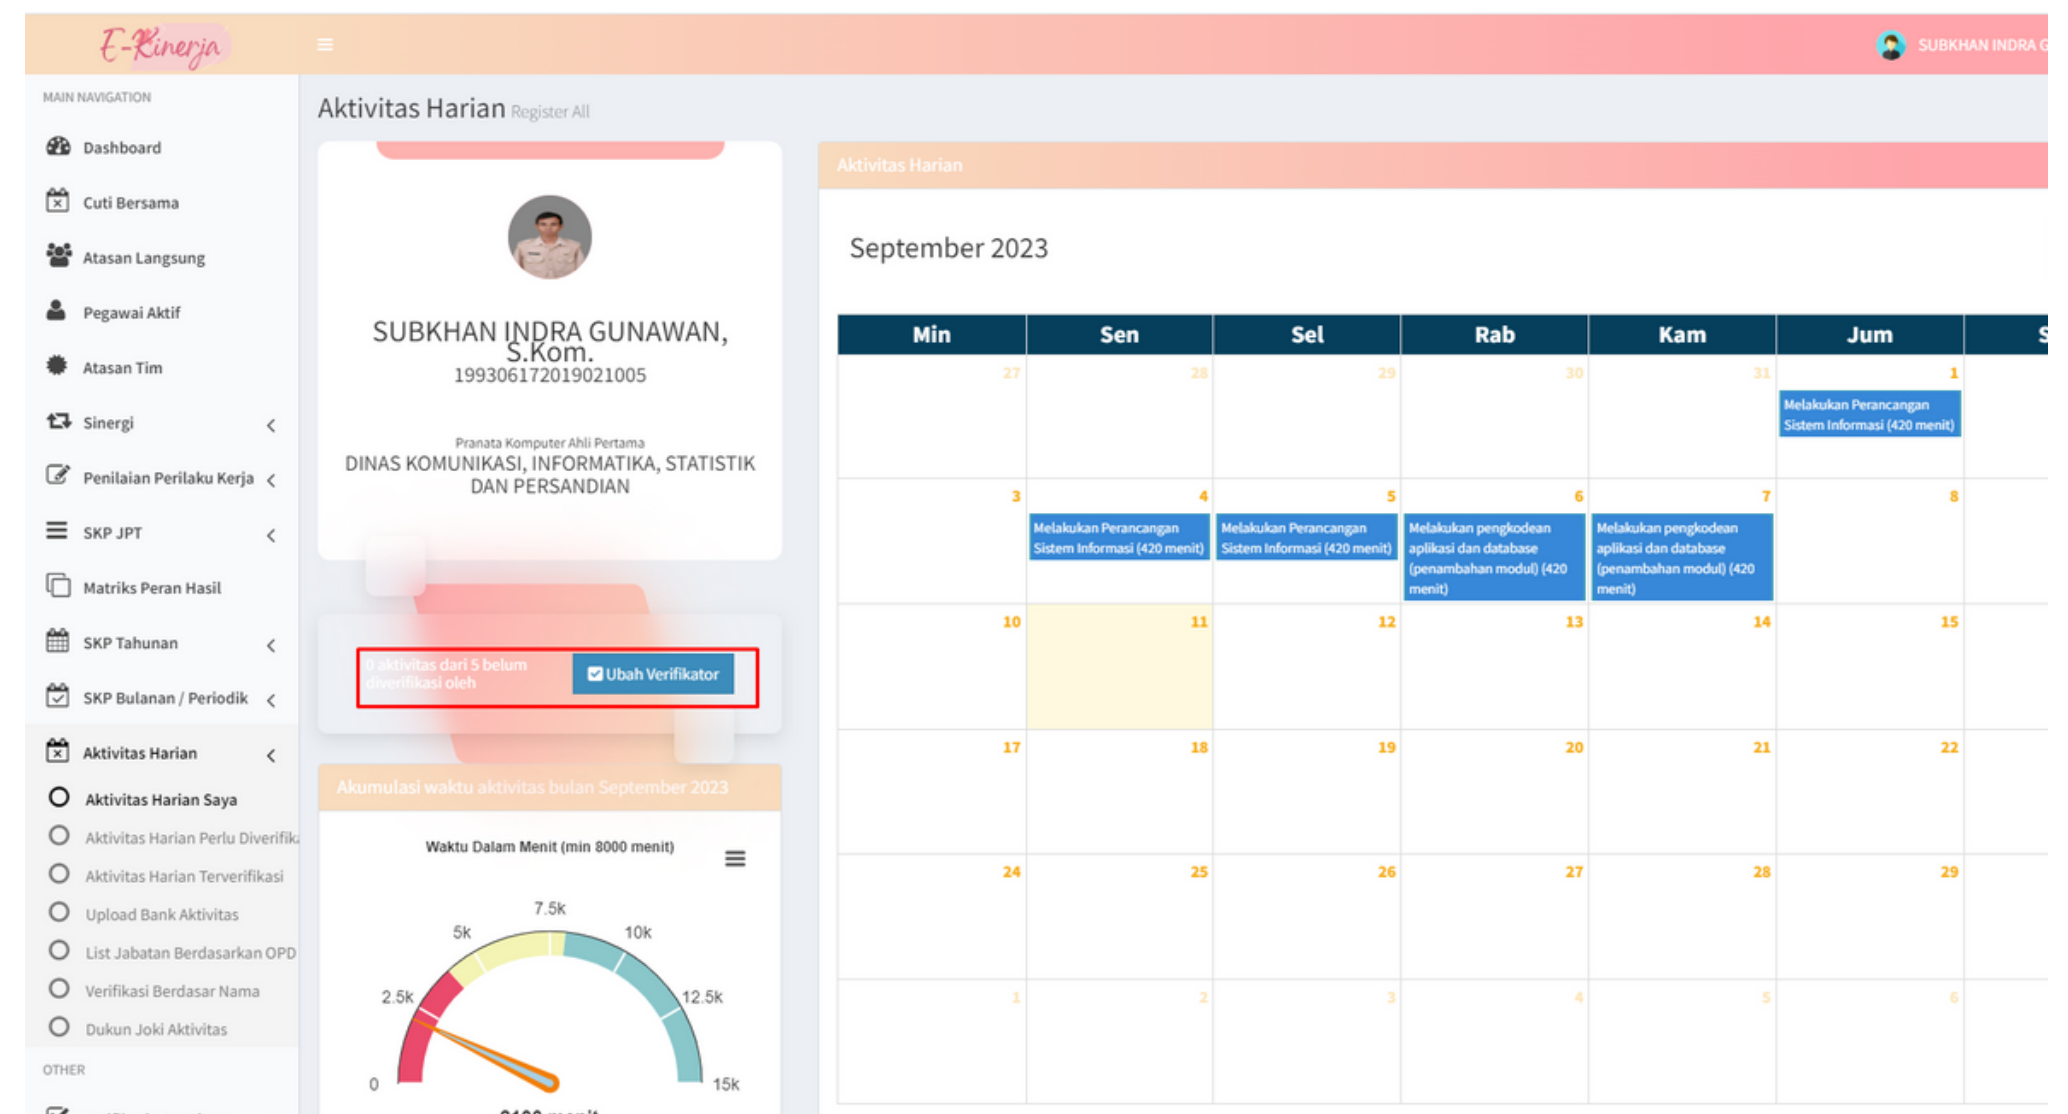 E-Kinerja
SUBKHAN INDRA G
MAIN NAVIGATION
Dashboard
Cuti Bersama
Atasan Langsung
Pegawai Aktif
Atasan Tim
Sinergi
Penilaian Perilaku Kerja
SKP JPT
Matriks Peran Hasil
SKP Tahunan
SKP Bulanan / Periodik
Aktivitas Harian
Aktivitas Harian Saya
Aktivitas Harian Perlu Diverifik
Aktivitas Harian Terverifikasi
Upload Bank Aktivitas
List Jabatan Berdasarkan OPD
Verifikasi Berdasar Nama
Dukun Joki Aktivitas
OTHER
Aktivitas Harian Register All
SUBKHAN INDRA GUNAWAN,
S.Kom.
199306172019021005
Pranata Komputer Ahli Pertama
DINAS KOMUNIKASI, INFORMATIKA, STATISTIK
DAN PERSANDIAN
0 aktivitas dari 5 belum
diverifikasi oleh
Ubah Verifikator
Akumulasi waktu aktivitas bulan September 2023
Waktu Dalam Menit (min 8000 menit)
7.5k
5k 10k
2.5k 12.5k
0 15k
2100 menit
Aktivitas Harian
September 2023
Min Sen Sel Rab Kam Jum S
27 28 29 30 31 1
Melakukan Perancangan
Sistem Informasi (420 menit)
3 4 5 6 7 8
Melakukan Perancangan
Sistem Informasi (420 menit)
Melakukan Perancangan
Sistem Informasi (420 menit)
Melakukan pengkodean
aplikasi dan database
(penambahan modul) (420
menit)
Melakukan pengkodean
aplikasi dan database
(penambahan modul) (420
menit)
10 11 12 13 14 15
17 18 19 20 21 22
24 25 26 27 28 29
1 2 3 4 5 6